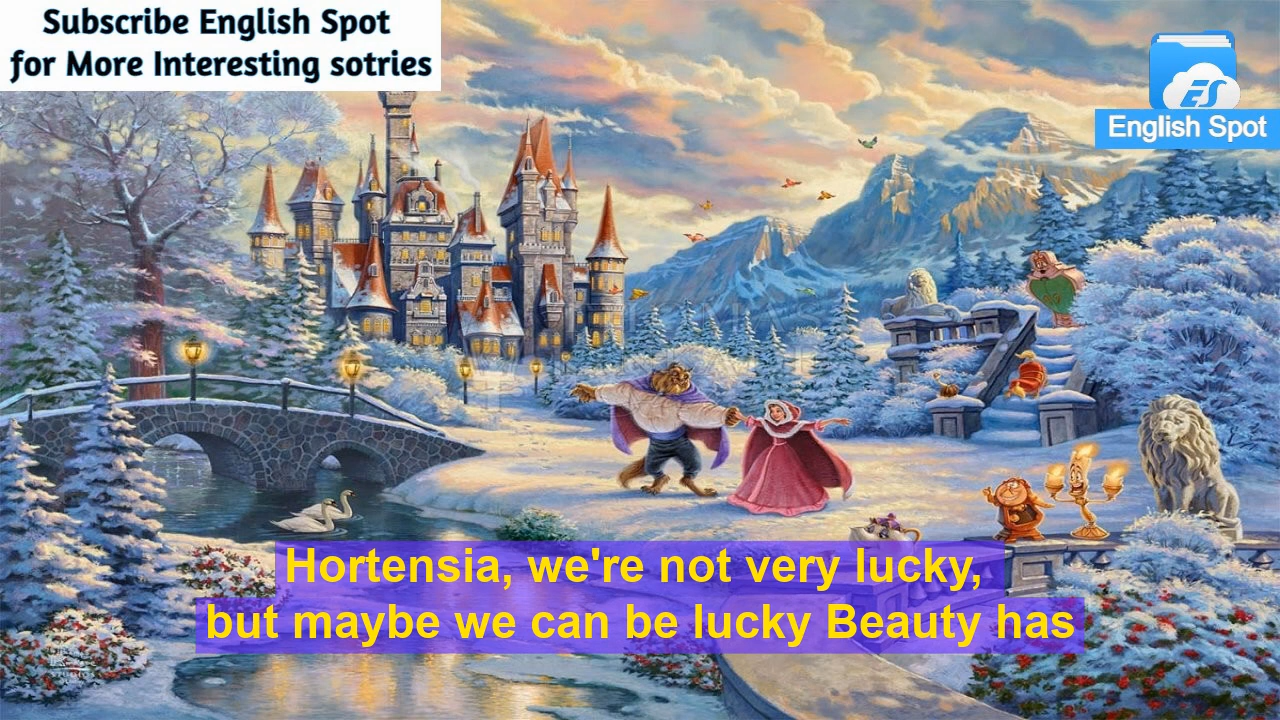 Subscribe English Spot
for More Interesting sotries
ES
English Spot
Hortensia, we're not very lucky,
but maybe we can be lucky Beauty has